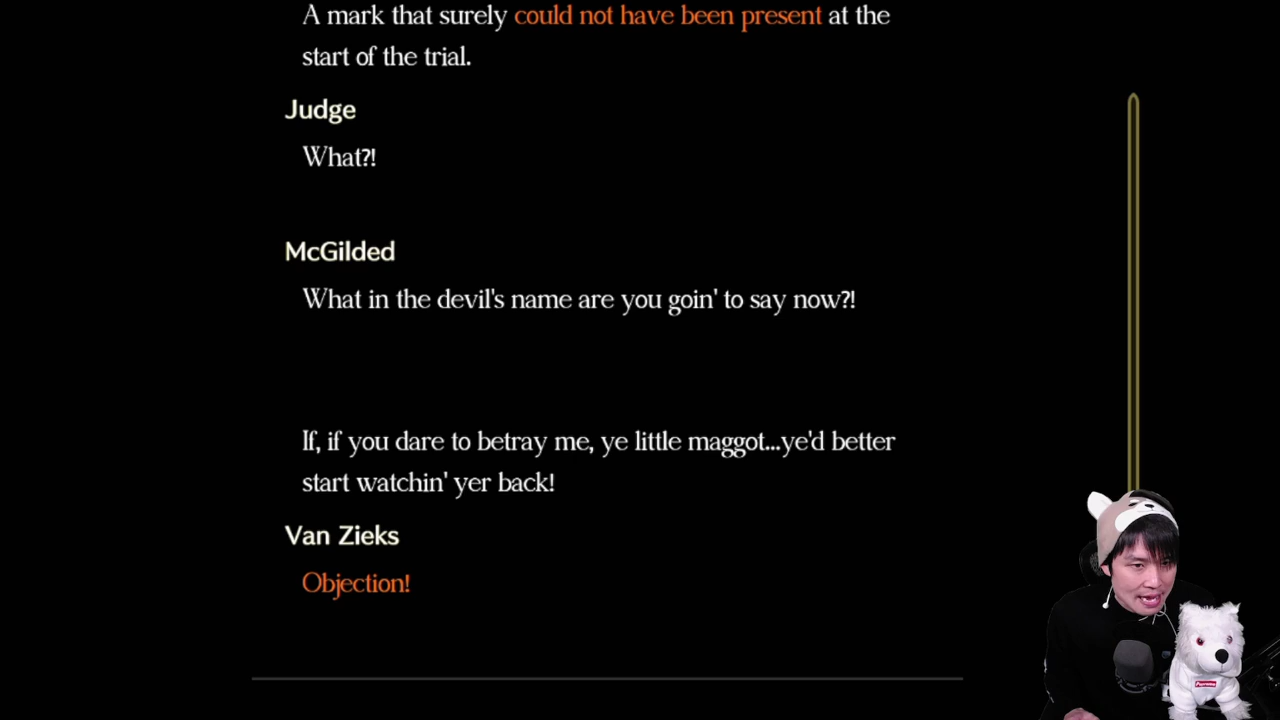 A mark that surely could not have been present at the
start of the trial.
Judge
What?!
McGilded
What in the devil's name are you goin' to say now?!
If, if you dare to betray me, ye little maggot...ye'd better
start watchin' yer back!
Van Zieks
Objection!